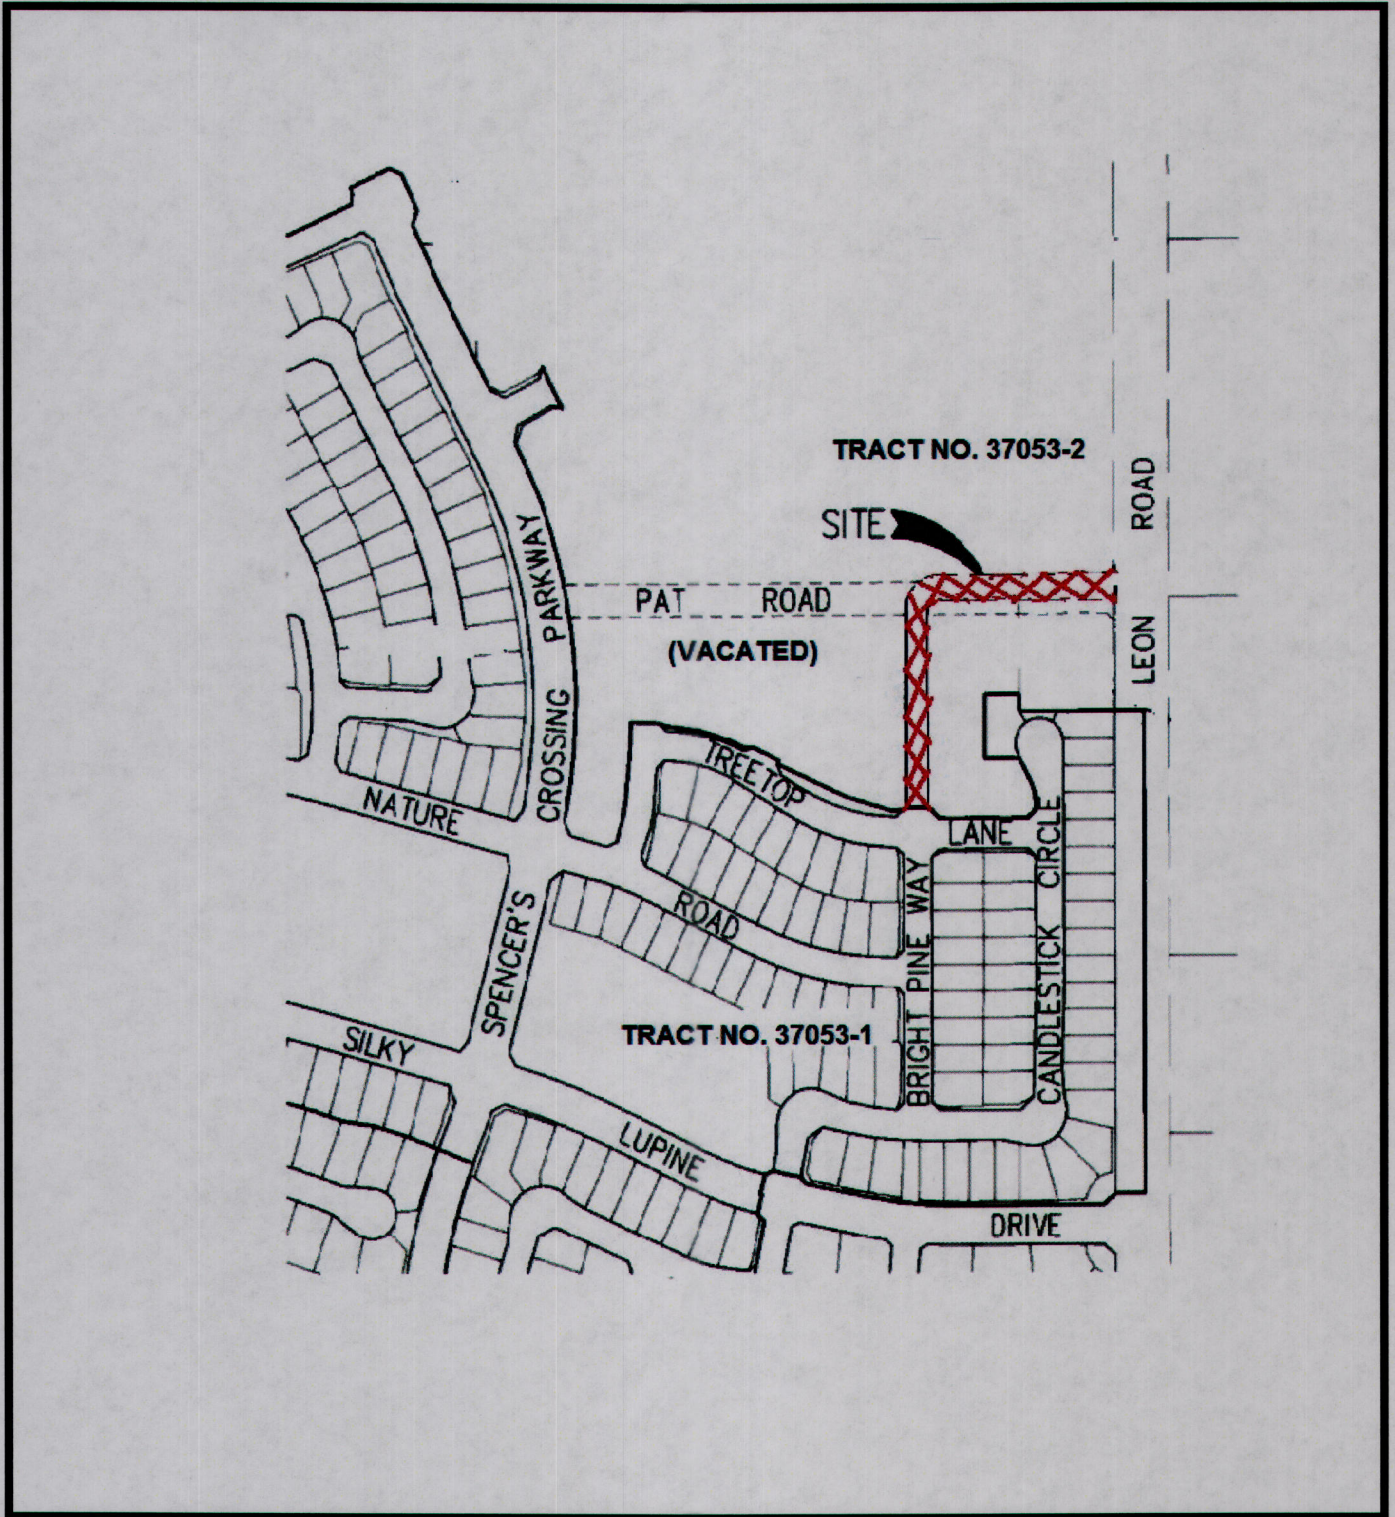 TRACT NO. 37053-2
SITE
LEON ROAD
PAT ROAD
(VACATED)
SPENCER'S CROSSING PARKWAY
TREETOP LANE
NATURE ROAD
BRIGHT PINE WAY
CANDLESTICK CIRCLE
TRACT NO. 37053-1
SILKY LUPINE DRIVE